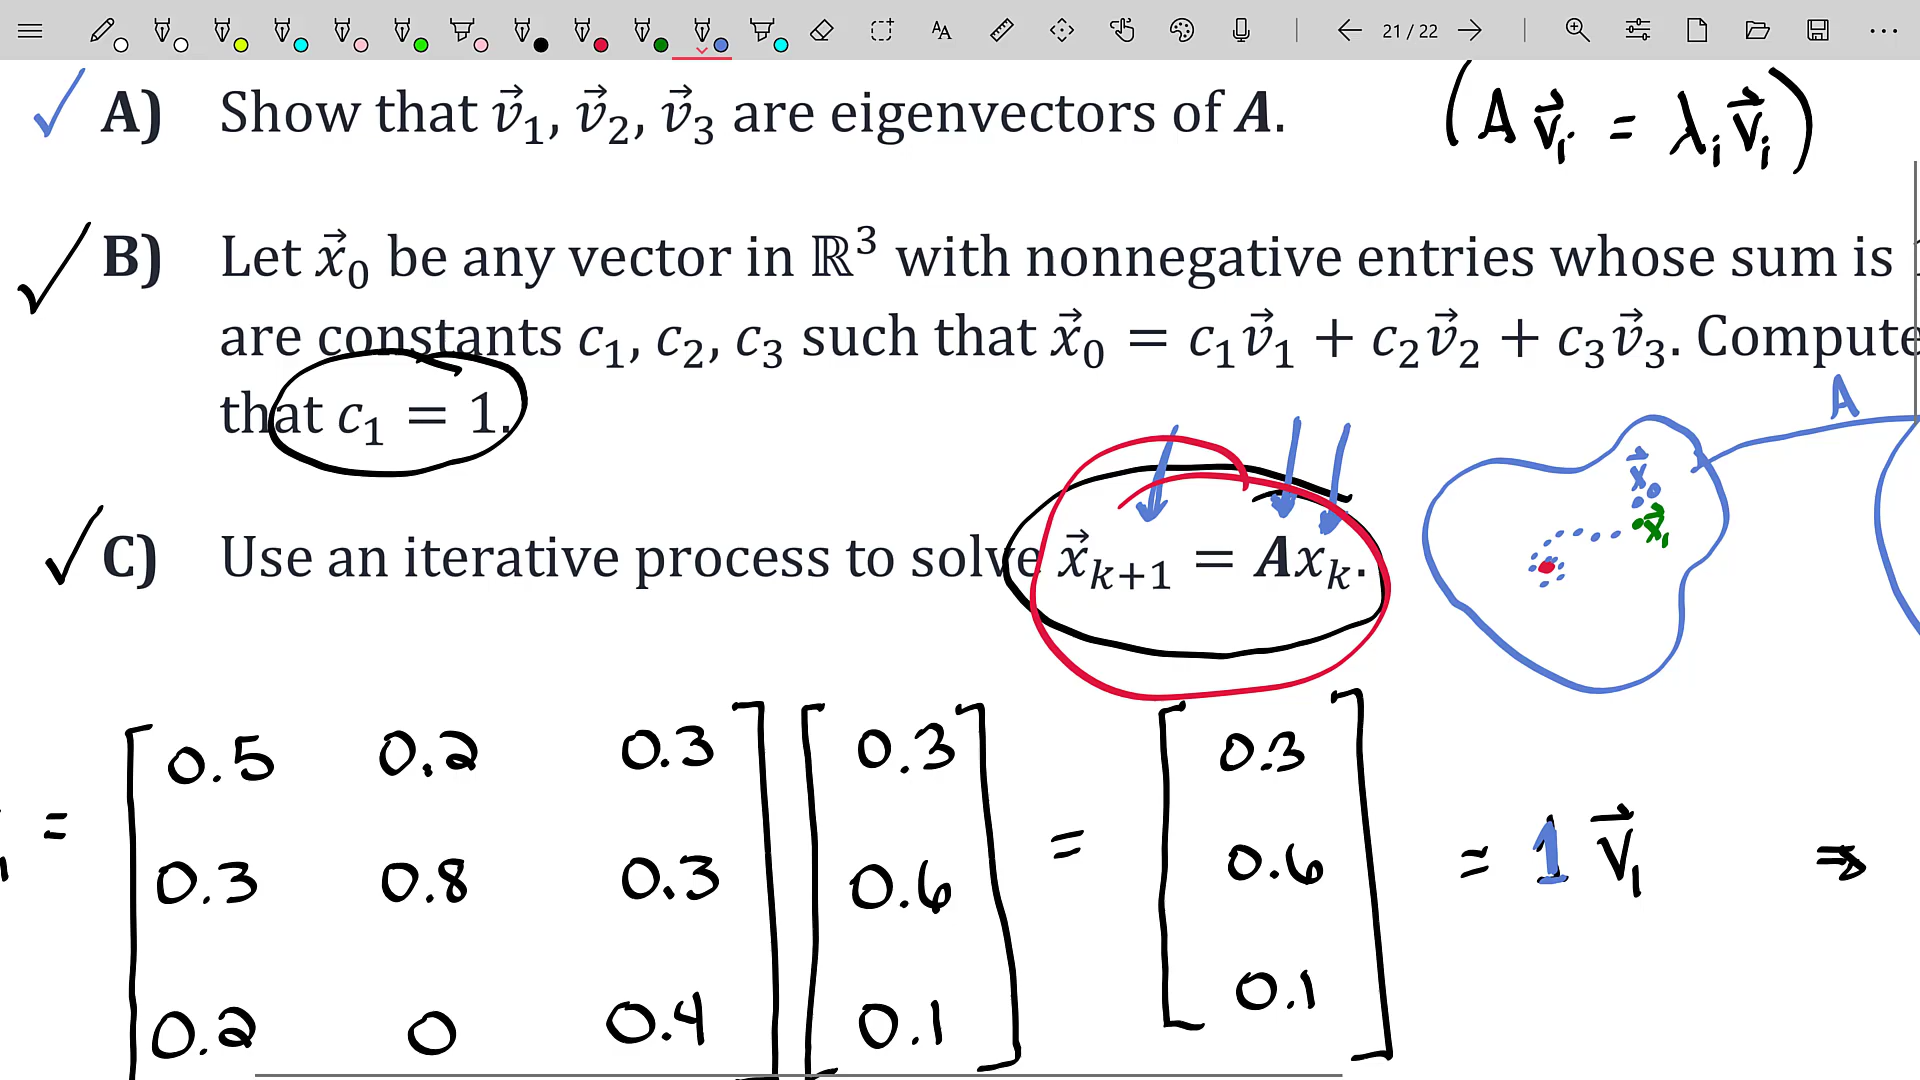 21 / 22
A) Show that v⃗₁, v⃗₂, v⃗₃ are eigenvectors of A. (A v⃗ᵢ = λᵢ v⃗ᵢ)
B) Let x⃗₀ be any vector in ℝ³ with nonnegative entries whose sum is
are constants c₁, c₂, c₃ such that x⃗₀ = c₁v⃗₁ + c₂v⃗₂ + c₃v⃗₃. Compute
that c₁ = 1.
A
C) Use an iterative process to solve x⃗ₖ₊₁ = Axₖ.
x⃗
x⃗₁
= [0.5 0.2 0.3] [0.3] = [0.3]
[0.3 0.8 0.3] [0.6] [0.6] = 1 v⃗₁ ⇒
[0.2 0 0.4] [0.1] [0.1]